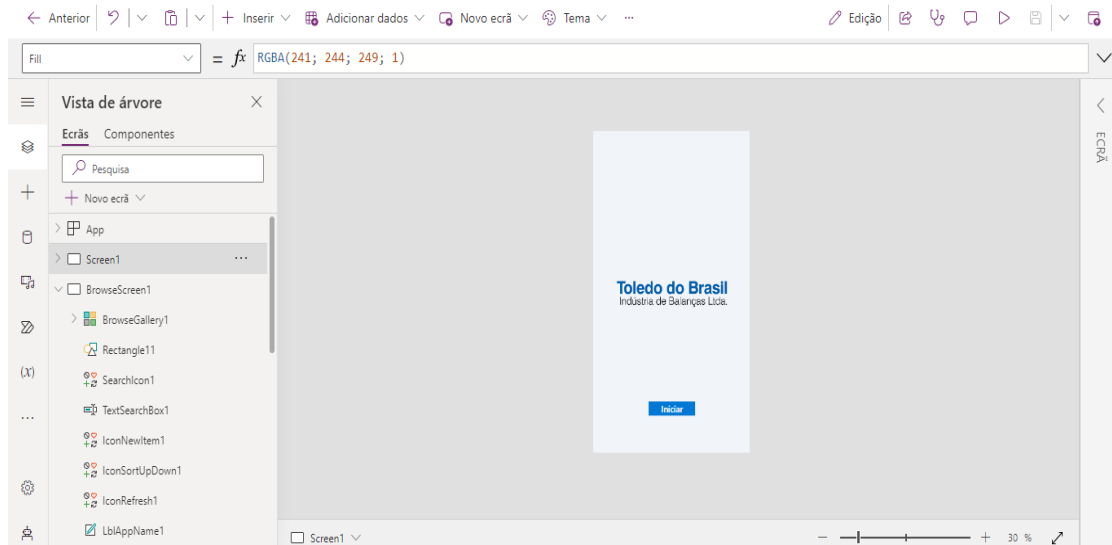 Anterior Inserir Adicionar dados Novo ecrã Tema ... Edição
Fill = fx RGBA(241; 244; 249; 1)
Vista de árvore
Ecrãs Componentes
Pesquisa
Novo ecrã
App
Screen1 ...
BrowseScreen1
BrowseGallery1
Rectangle11
SearchIcon1
TextSearchBox1
IconNewItem1
IconSortUpDown1
IconRefresh1
LblAppName1
(x)
Toledo do Brasil
Indústria de Balanças Ltda.
Iniciar
ECRÃ
Screen1 30 %